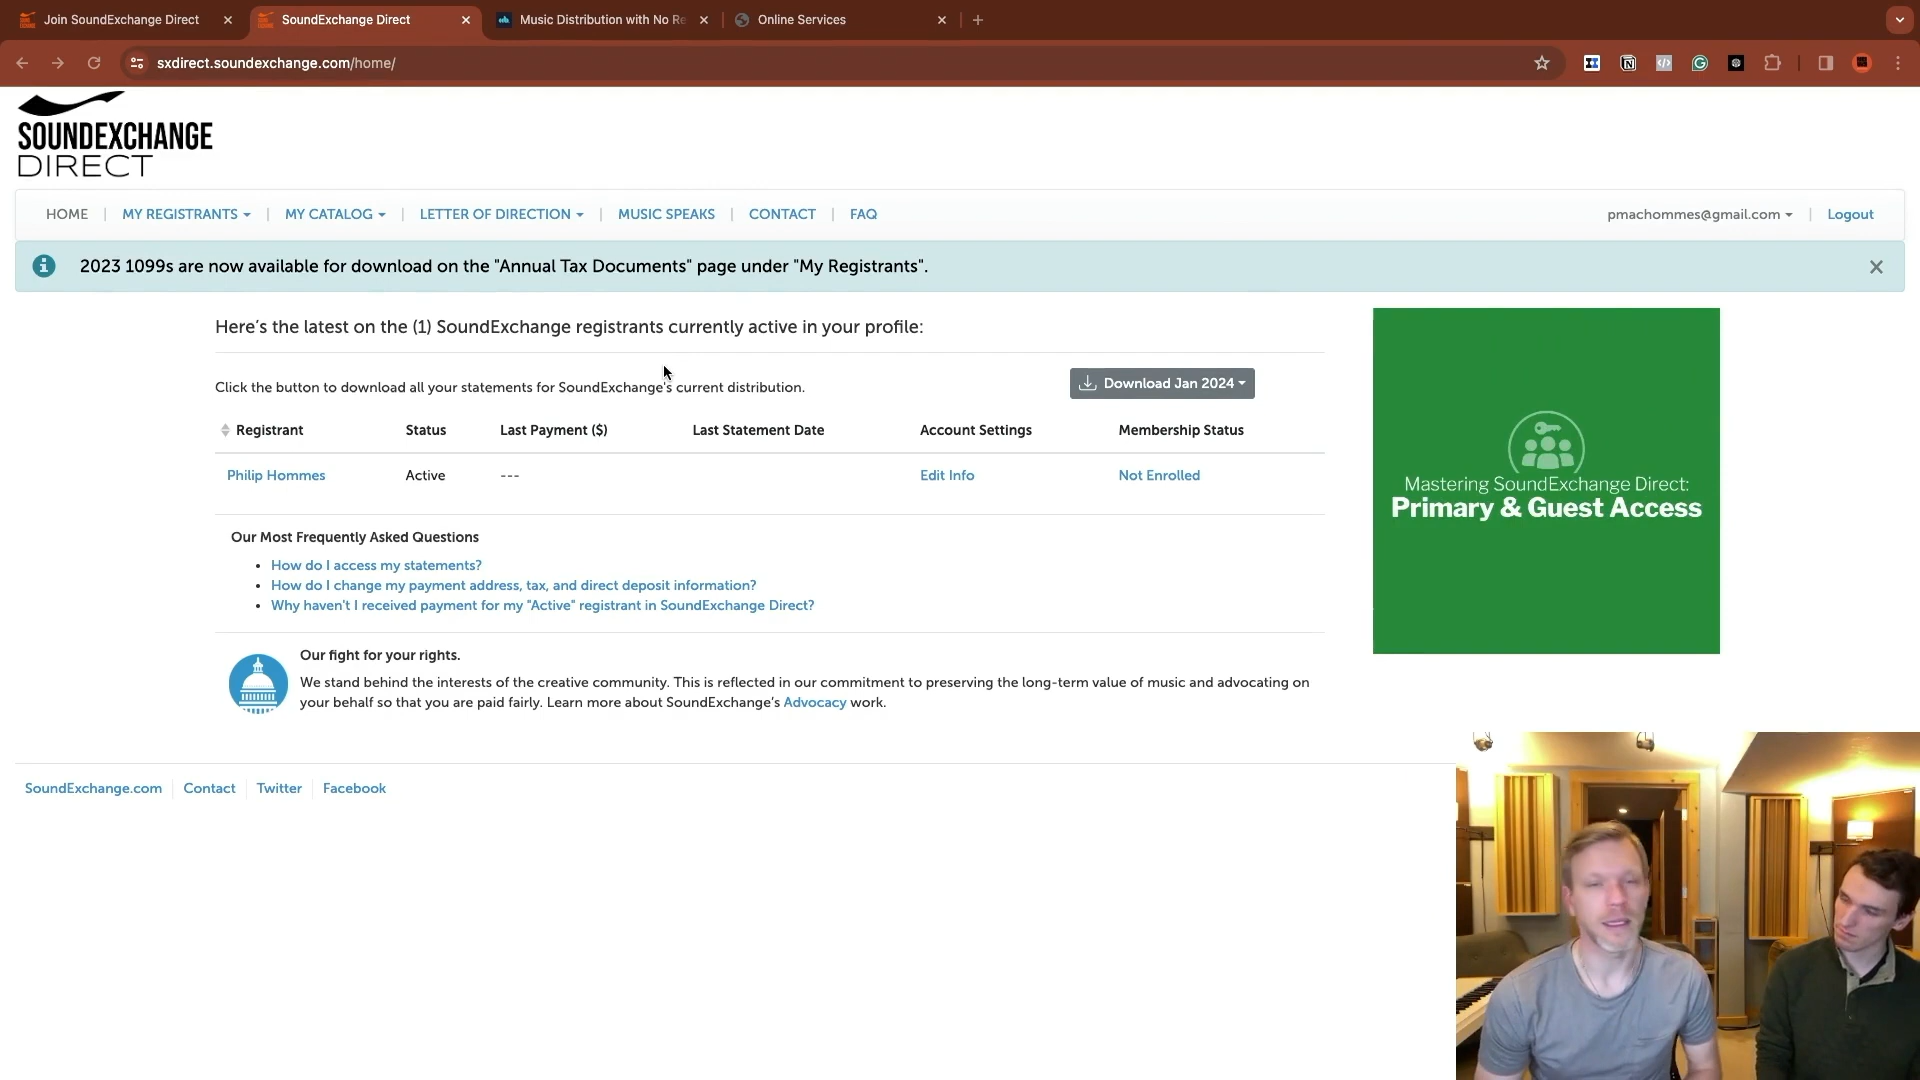 Join SoundExchange Direct
SoundExchange Direct
Music Distribution with No Re
Online Services
sxdirect.soundexchange.com/home/
SOUNDEXCHANGE
DIRECT
HOME | MY REGISTRANTS | MY CATALOG | LETTER OF DIRECTION | MUSIC SPEAKS | CONTACT | FAQ
pmachommes@gmail.com | Logout
2023 1099s are now available for download on the "Annual Tax Documents" page under "My Registrants".
Here's the latest on the (1) SoundExchange registrants currently active in your profile:
Click the button to download all your statements for SoundExchange's current distribution.
Download Jan 2024
Registrant Status Last Payment ($) Last Statement Date Account Settings Membership Status
Philip Hommes Active --- Edit Info Not Enrolled
Our Most Frequently Asked Questions
• How do I access my statements?
• How do I change my payment address, tax, and direct deposit information?
• Why haven't I received payment for my "Active" registrant in SoundExchange Direct?
Our fight for your rights.
We stand behind the interests of the creative community. This is reflected in our commitment to preserving the long-term value of music and advocating on
your behalf so that you are paid fairly. Learn more about SoundExchange's Advocacy work.
Mastering SoundExchange Direct:
Primary & Guest Access
SoundExchange.com Contact Twitter Facebook